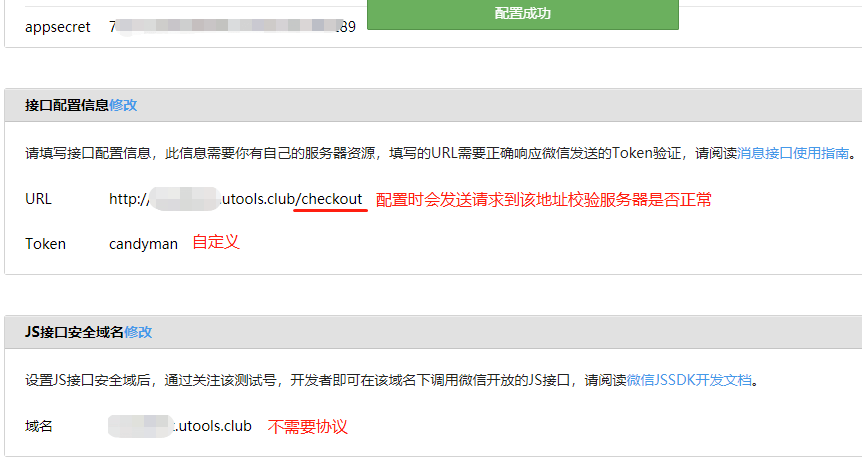 配置成功
appsecret 7 89
接口配置信息修改
请填写接口配置信息，此信息需要你有自己的服务器资源，填写的URL需要正确响应微信发送的Token验证，请阅读消息接口使用指南。
URL http:// .utools.club/checkout 配置时会发送请求到该地址校验服务器是否正常
Token candyman 自定义
JS接口安全域名修改
设置JS接口安全域后，通过关注该测试号，开发者即可在该域名下调用微信开放的JS接口，请阅读微信JSSDK开发文档。
域名 .utools.club 不需要协议